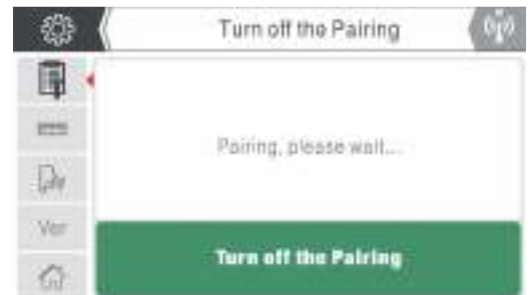 Turn off the Pairing
Pairing, please wait...
Ver
Turn off the Pairing